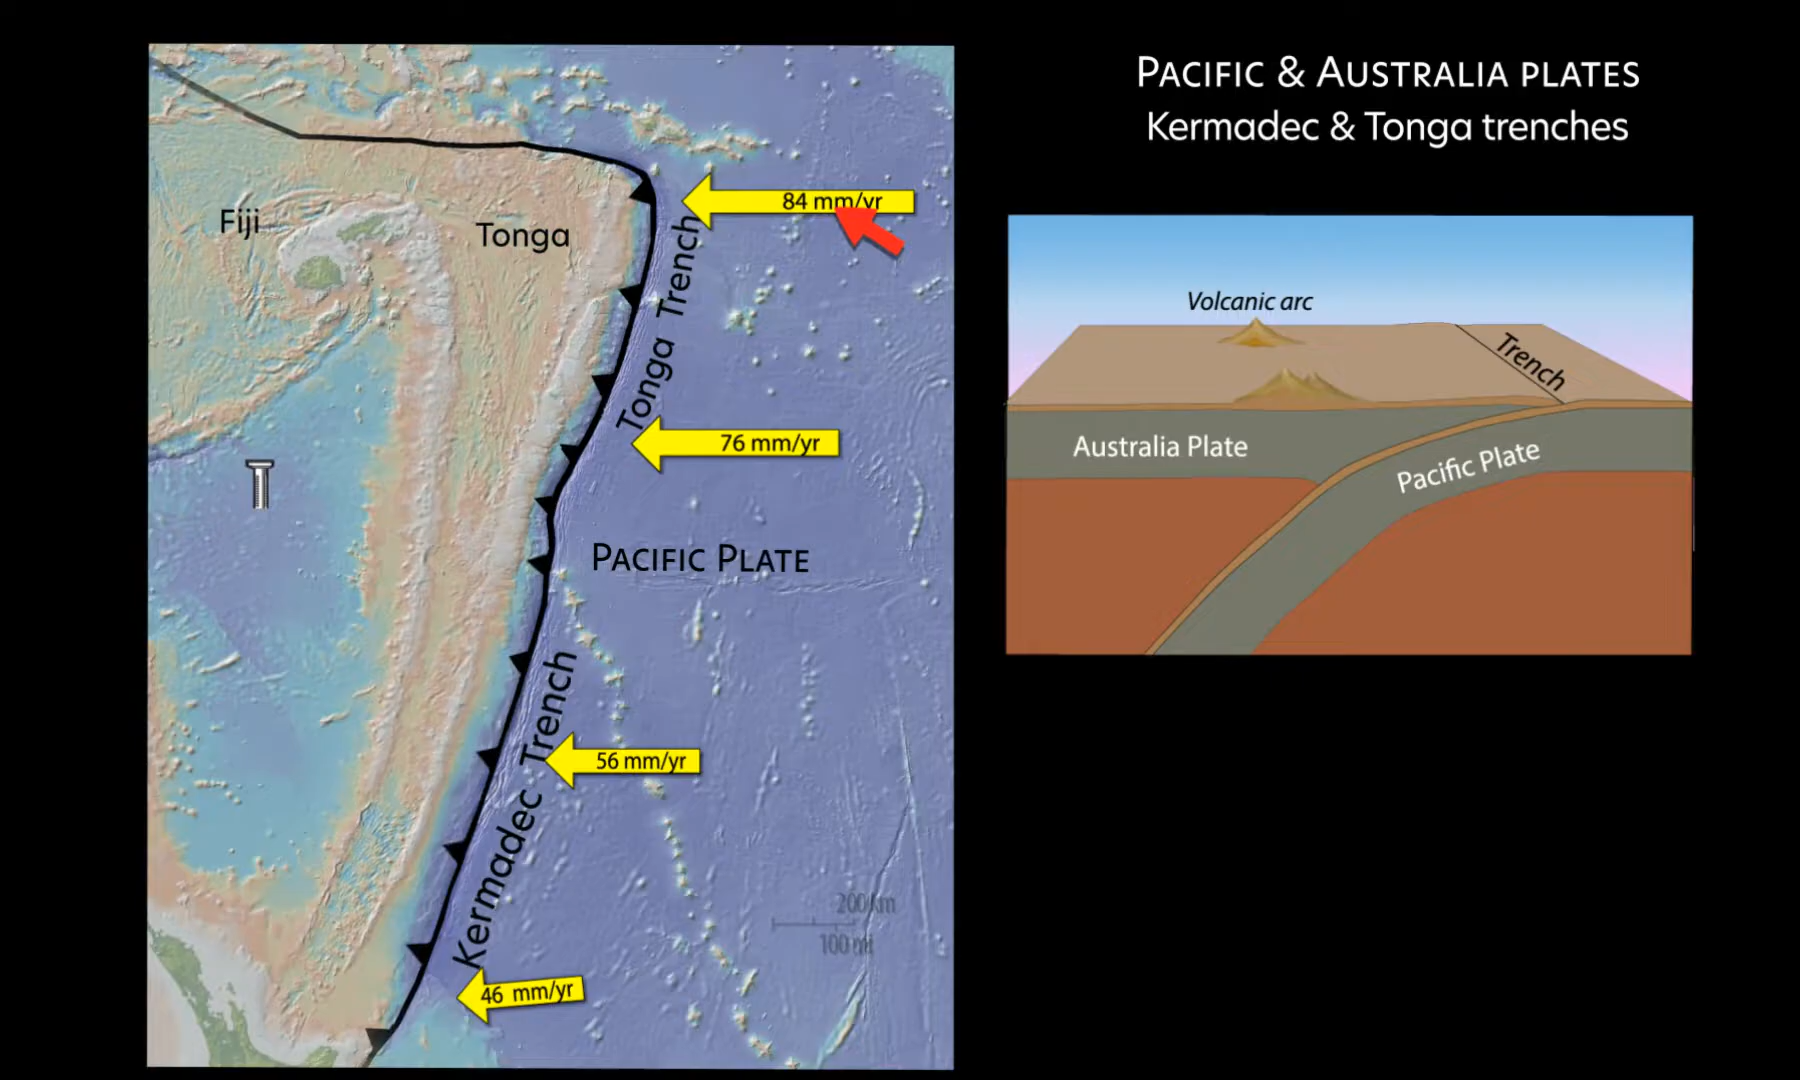 PACIFIC & AUSTRALIA PLATES
Kermadec & Tonga trenches
Fiji
Tonga
84 mm/yr
Tonga Trench
76 mm/yr
PACIFIC PLATE
Kermadec Trench
56 mm/yr
200 km
100 mi
46 mm/yr
Volcanic arc
Trench
Australia Plate
Pacific Plate